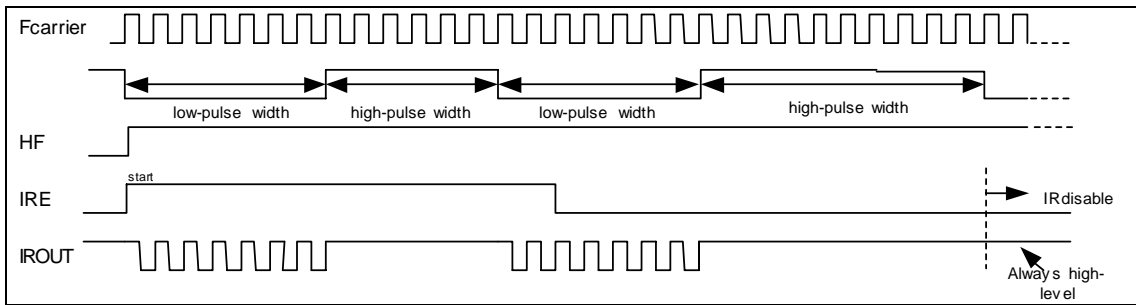 Fcarrier
low-pulse width
high-pulse width
low-pulse width
high-pulse width
HF
start
IRE
IRdisable
IROUT
Always high-
level